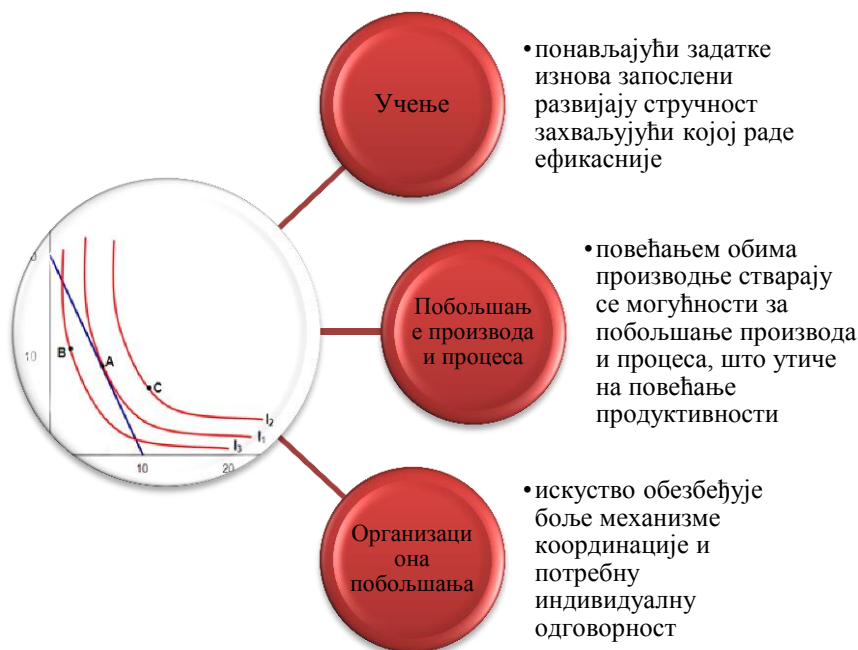 Учење
•понављајући задатке
изнова запослени
развијају стручност
захваљујући којој раде
ефикасније
Побољшањ
е производа
и процеса
•повећањем обима
производње стварају
се могућности за
побољшање производа
и процеса, што утиче
на повећање
продуктивности
Организаци
она
побољшања
•искуство обезбеђује
боље механизме
координације и
потребну
индивидуалну
одговорност
B
A
C
10
I₂
I₁
I₃
10
20